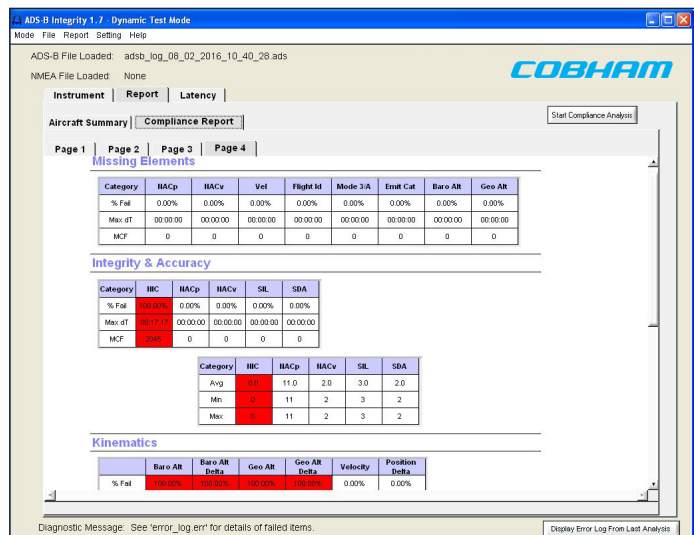 ADS-B Integrity 1.7 - Dynamic Test Mode
Mode File Report Setting Help
ADS-B File Loaded: adsb_log_08_02_2016_10_40_28.ads
COBHAM
NMEA File Loaded: None
Instrument Report Latency
Start Compliance Analysis
Aircraft Summary Compliance Report
Page 1 Page 2 Page 3 Page 4
Missing Elements
Category NACp NACv Vel Flight Id Mode 3/A Emit Cat Baro Alt Geo Alt
% Fail 0.00% 0.00% 0.00% 0.00% 0.00% 0.00% 0.00% 0.00%
Max dT 00:00:00 00:00:00 00:00:00 00:00:00 00:00:00 00:00:00 00:00:00 00:00:00
MCF 0 0 0 0 0 0 0 0
Integrity & Accuracy
Category NIC NACp NACv SIL SDA
% Fail 100.00% 0.00% 0.00% 0.00% 0.00%
Max dT 00:17:17 00:00:00 00:00:00 00:00:00 00:00:00
MCF 2045 0 0 0 0
Category NIC NACp NACv SIL SDA
Avg 0.0 11.0 2.0 3.0 2.0
Min 0 11 2 3 2
Max 0 11 2 3 2
Kinematics
Baro Alt Baro Alt Delta Geo Alt Geo Alt Delta Velocity Position Delta
% Fail 100.00% 100.00% 100.00% 100.00% 0.00% 0.00%
Diagnostic Message: See 'error_log.err' for details of failed items.
Display Error Log From Last Analysis